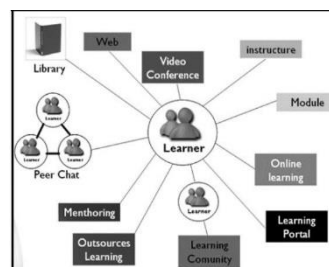 Web
Video
Conference
instructure
Library
Module
Learner
Learner
Learner
Learner
Peer Chat
Online
learning
Menthoring
Learner
Learning
Portal
Outsources
Learning
Learning
Comunity